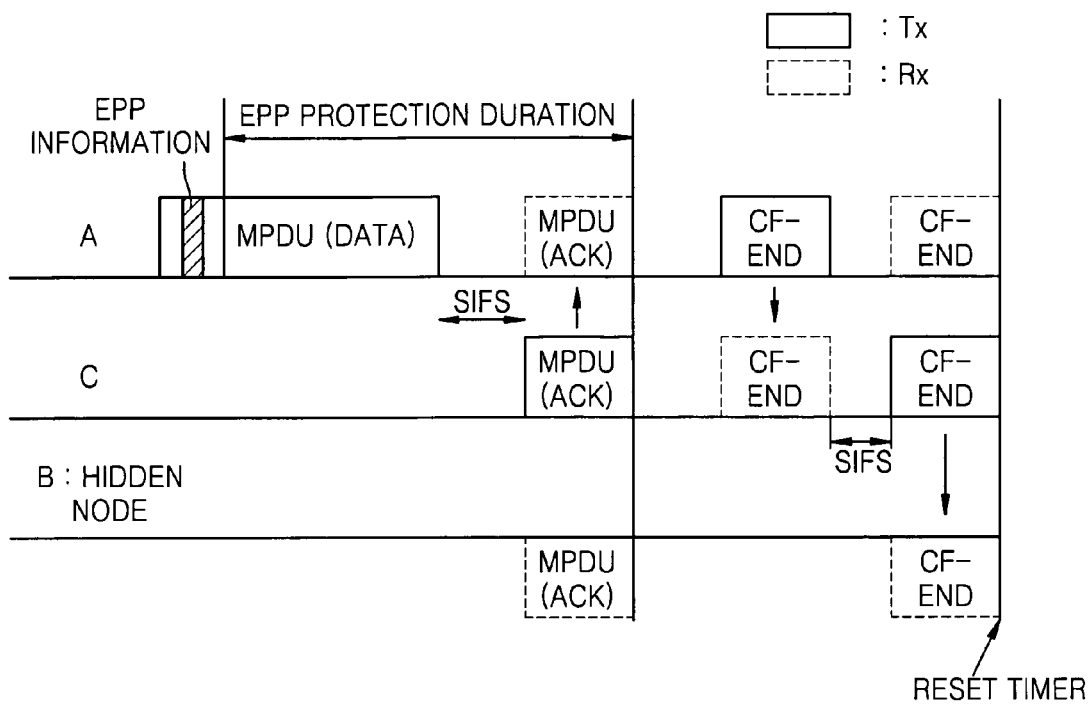 : Tx
: Rx
EPP
INFORMATION
EPP PROTECTION DURATION
A
MPDU (DATA)
MPDU
(ACK)
CF-
END
CF-
END
SIFS
C
MPDU
(ACK)
CF-
END
CF-
END
SIFS
B : HIDDEN
NODE
MPDU
(ACK)
CF-
END
RESET TIMER